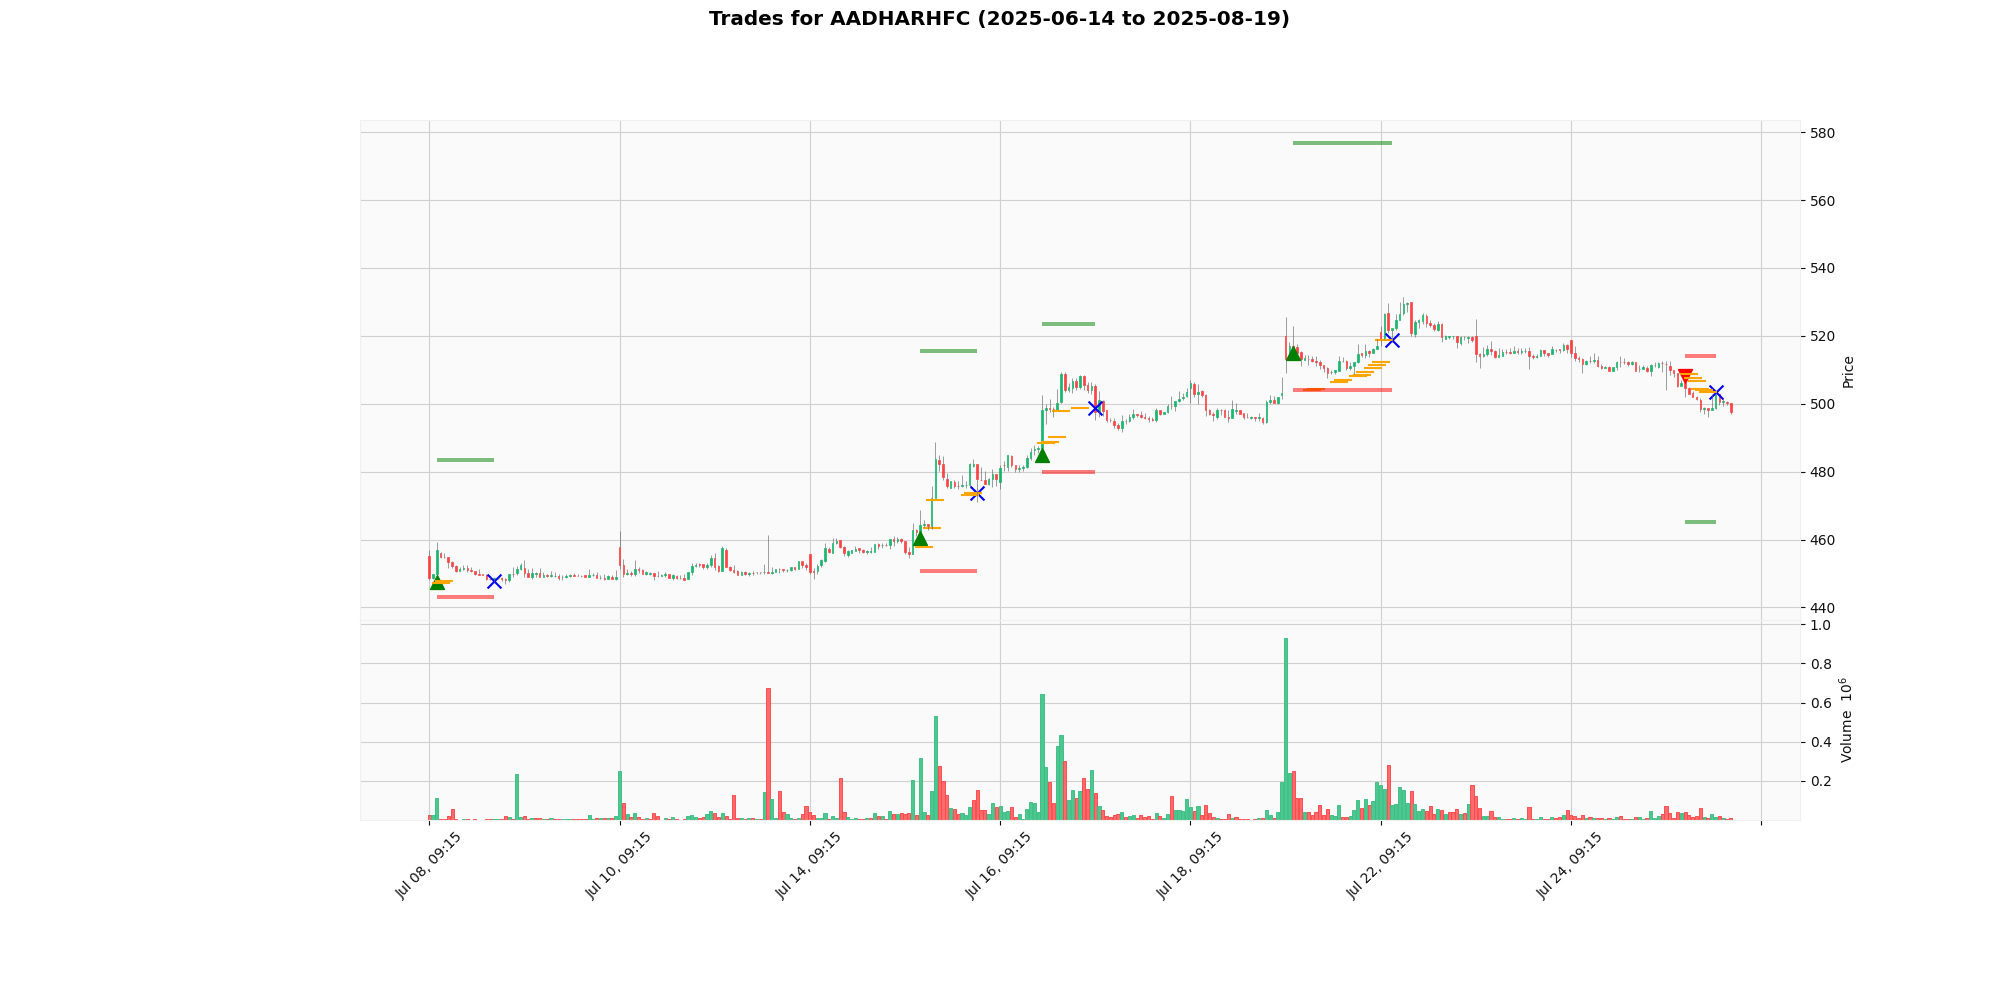 Trades for AADHARHFC (2025-06-14 to 2025-08-19)
580
560
540
520
500
480
460
440
Price
1.0
0.8
0.6
0.4
0.2
Volume 10^6
Jul 08, 09:15
Jul 10, 09:15
Jul 14, 09:15
Jul 16, 09:15
Jul 18, 09:15
Jul 22, 09:15
Jul 24, 09:15